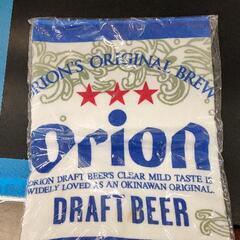 ORION'S ORIGINAL BREW
Orion
ORION DRAFT BEER'S CLEAR MILD TASTE IS
WIDELY LOVED AS AN OKINAWAN ORIGINAL.
DRAFT BEER